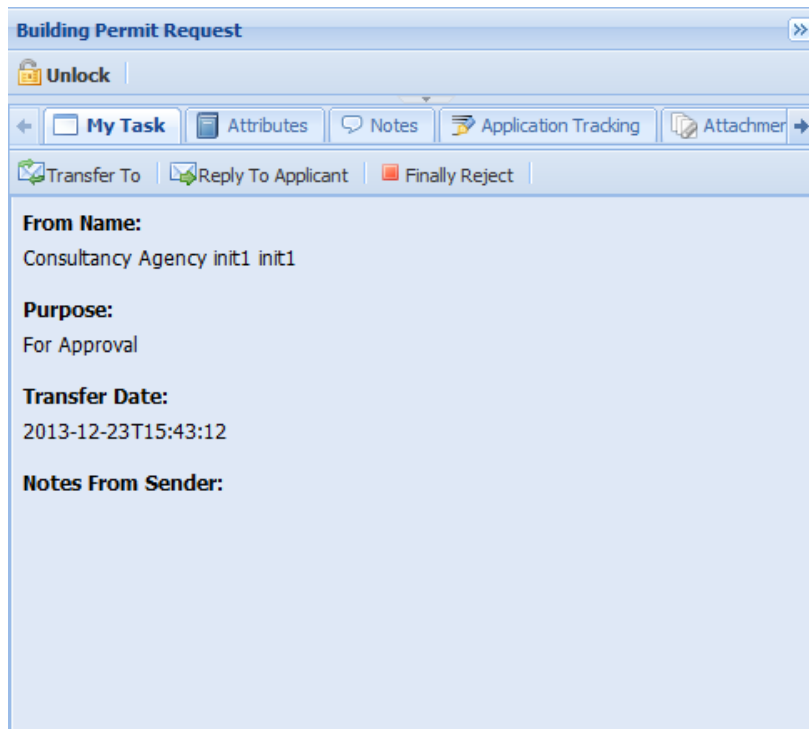 Building Permit Request
Unlock
My Task Attributes Notes Application Tracking Attachmer
Transfer To Reply To Applicant Finally Reject
From Name:
Consultancy Agency init1 init1
Purpose:
For Approval
Transfer Date:
2013-12-23T15:43:12
Notes From Sender: